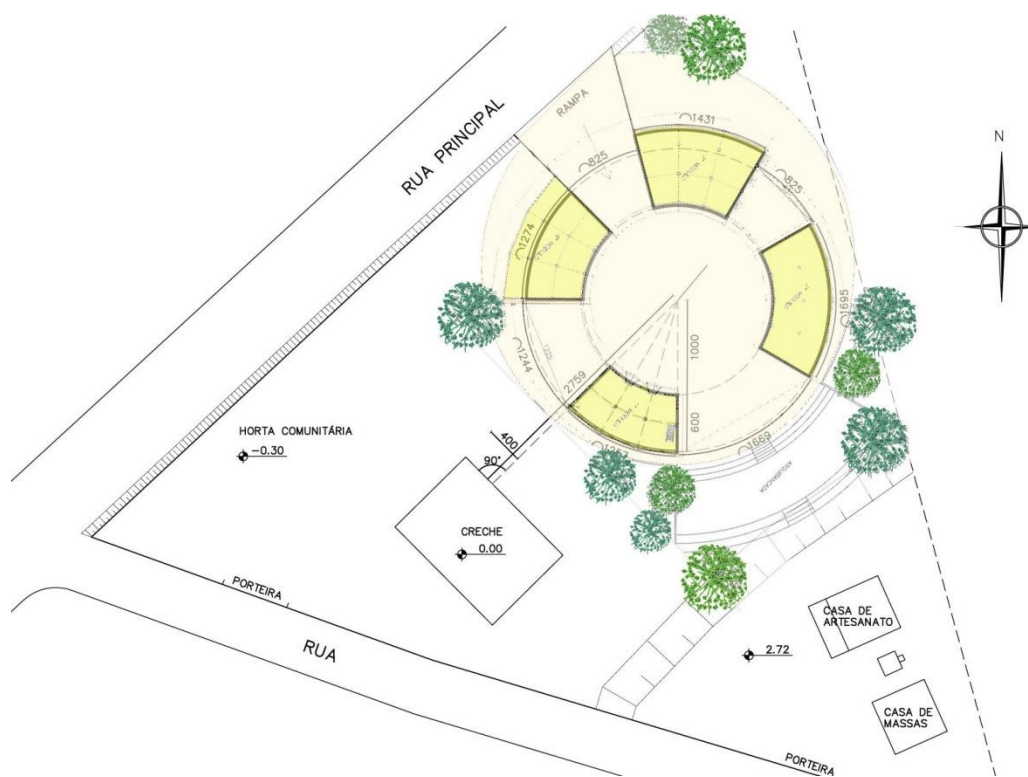 N
RUA PRINCIPAL
RAMPA
1431
825
825
1274
1695
1244
2759
1000
600
400
90°
1669
HORTA COMUNITÁRIA
-0.30
CRECHE
0.00
PORTEIRA
RUA
2.72
CASA DE
ARTESANATO
CASA DE
MASSAS
PORTEIRA